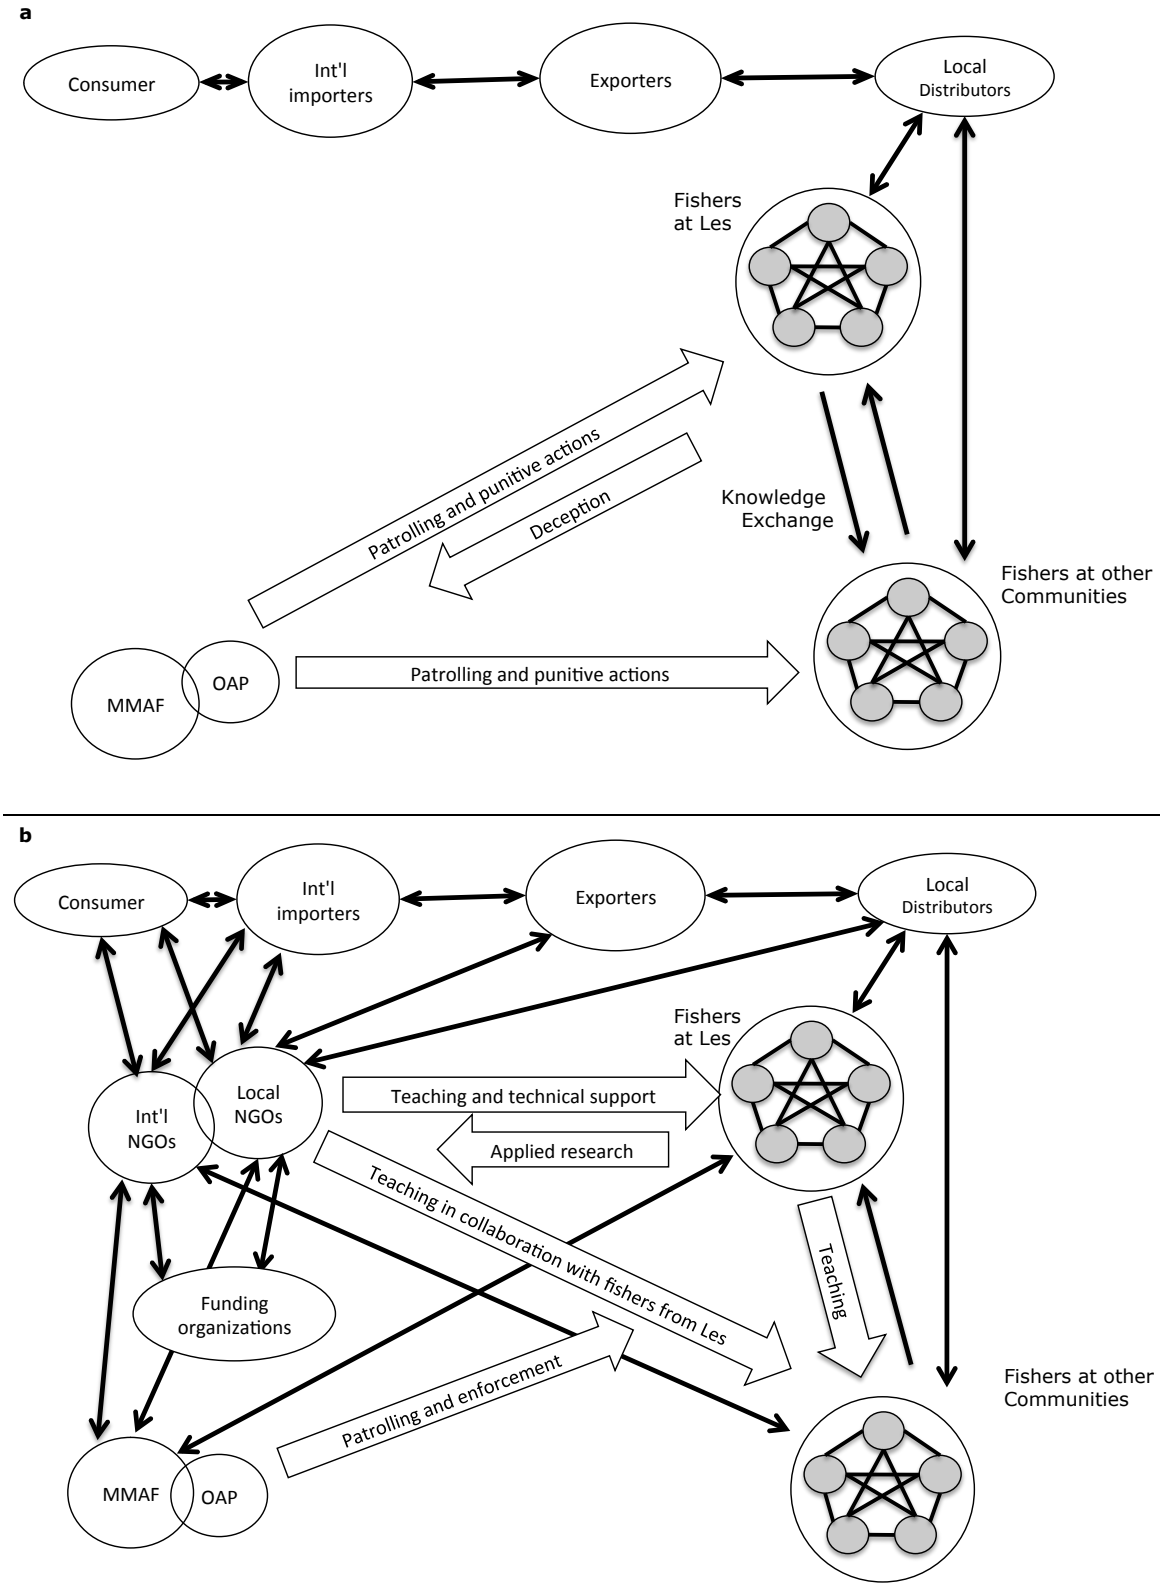 a
Consumer
Int'l
importers
Exporters
Local
Distributors
Fishers
at Les
Patrolling and punitive actions
Deception
Knowledge
Exchange
Fishers at other
Communities
MMAF
OAP
Patrolling and punitive actions
b
Consumer
Int'l
importers
Exporters
Local
Distributors
Fishers
at Les
Int'l
NGOs
Local
NGOs
Teaching and technical support
Applied research
Teaching in collaboration with fishers from Les
Teaching
Funding
organizations
Patrolling and enforcement
Fishers at other
Communities
MMAF
OAP